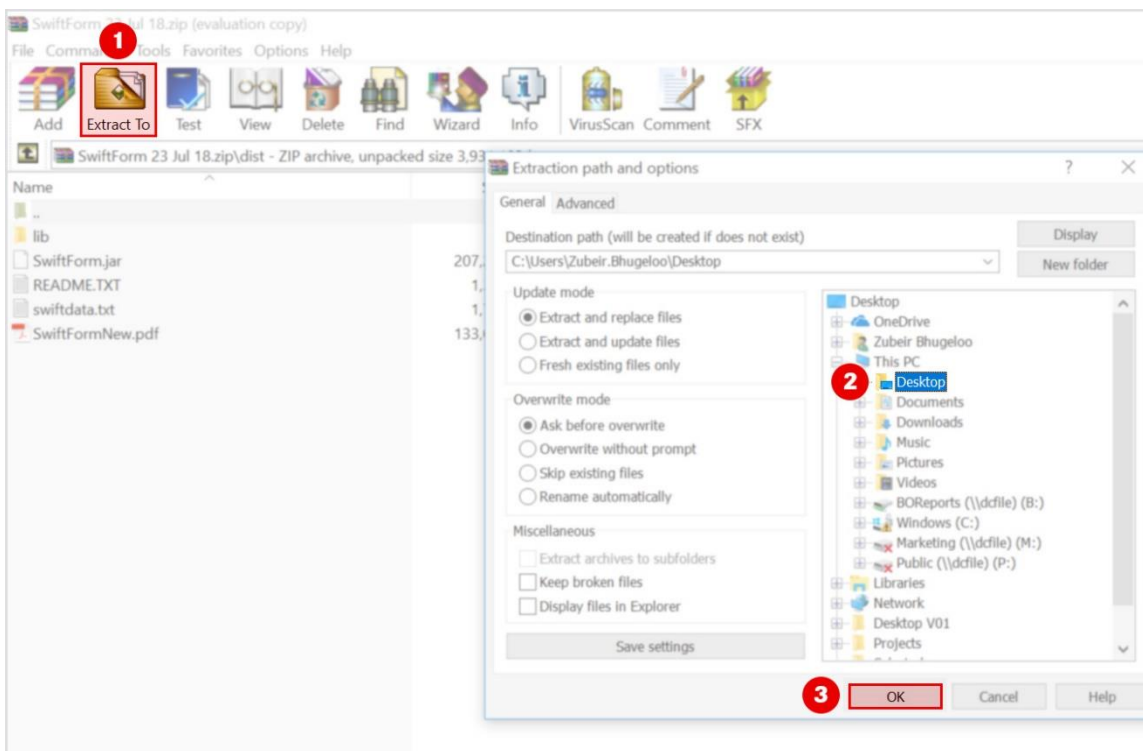 SwiftForm 23 Jul 18.zip (evaluation copy)
File Tools Favorites Options Help
1
Add Extract To Test View Delete Find Wizard Info VirusScan Comment SFX
SwiftForm 23 Jul 18.zip\dist - ZIP archive, unpacked size
Name
..
lib
SwiftForm.jar
README.TXT
swiftdata.txt
SwiftFormNew.pdf
Extraction path and options
General Advanced
Destination path (will be created if does not exist)
C:\Users\Zubeir.Bhugeloo\Desktop
Display
New folder
Update mode
Extract and replace files
Extract and update files
Fresh existing files only
Overwrite mode
Ask before overwrite
Overwrite without prompt
Skip existing files
Rename automatically
Miscellaneous
Extract archives to subfolders
Keep broken files
Display files in Explorer
Save settings
Desktop
OneDrive
Zubeir Bhugeloo
This PC
2
Desktop
Documents
Downloads
Music
Pictures
Videos
BOReports (\\dcfile) (B:)
Windows (C:)
Marketing (\\dcfile) (M:)
Public (\\dcfile) (P:)
Libraries
Network
Desktop V01
Projects
3
OK Cancel Help